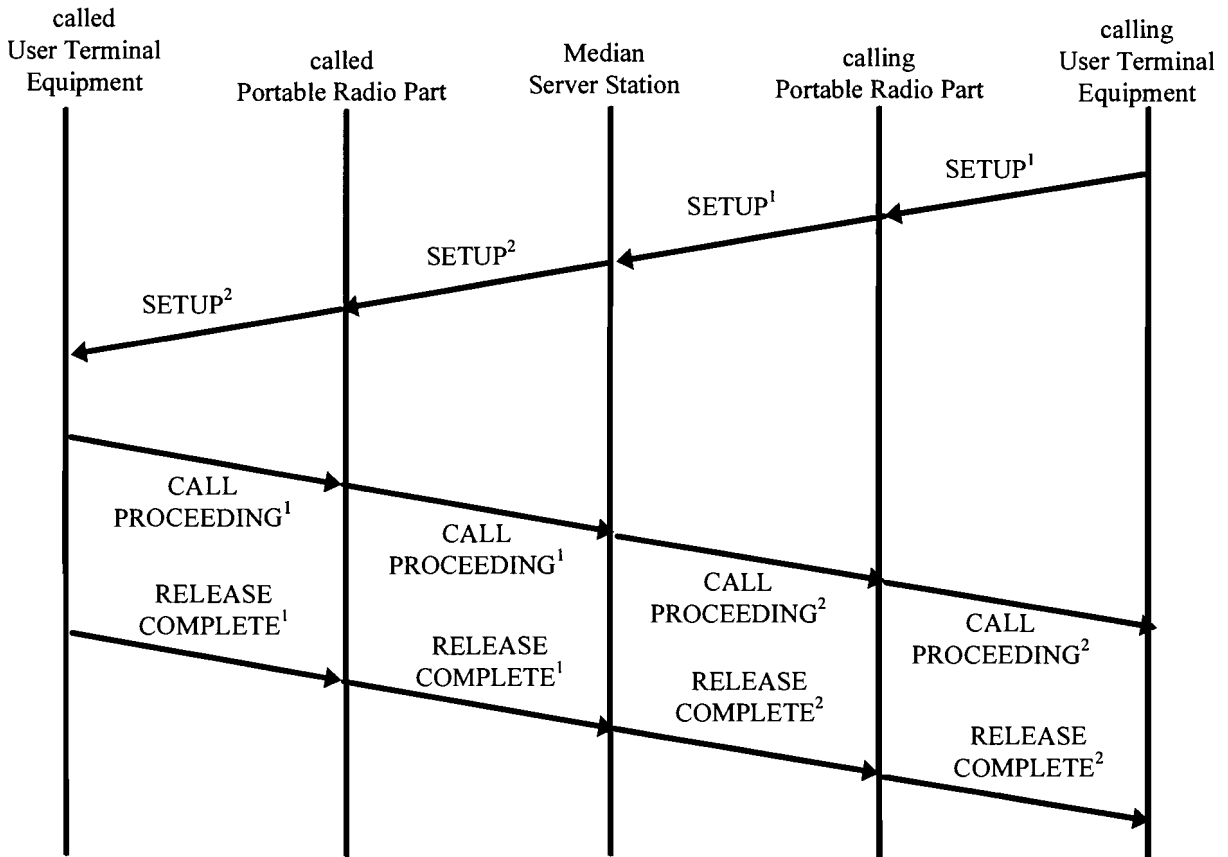 called
User Terminal
Equipment
called
Portable Radio Part
Median
Server Station
calling
Portable Radio Part
calling
User Terminal
Equipment
SETUP¹
SETUP¹
SETUP²
SETUP²
CALL
PROCEEDING¹
CALL
PROCEEDING¹
CALL
PROCEEDING²
CALL
PROCEEDING²
RELEASE
COMPLETE¹
RELEASE
COMPLETE¹
RELEASE
COMPLETE²
RELEASE
COMPLETE²